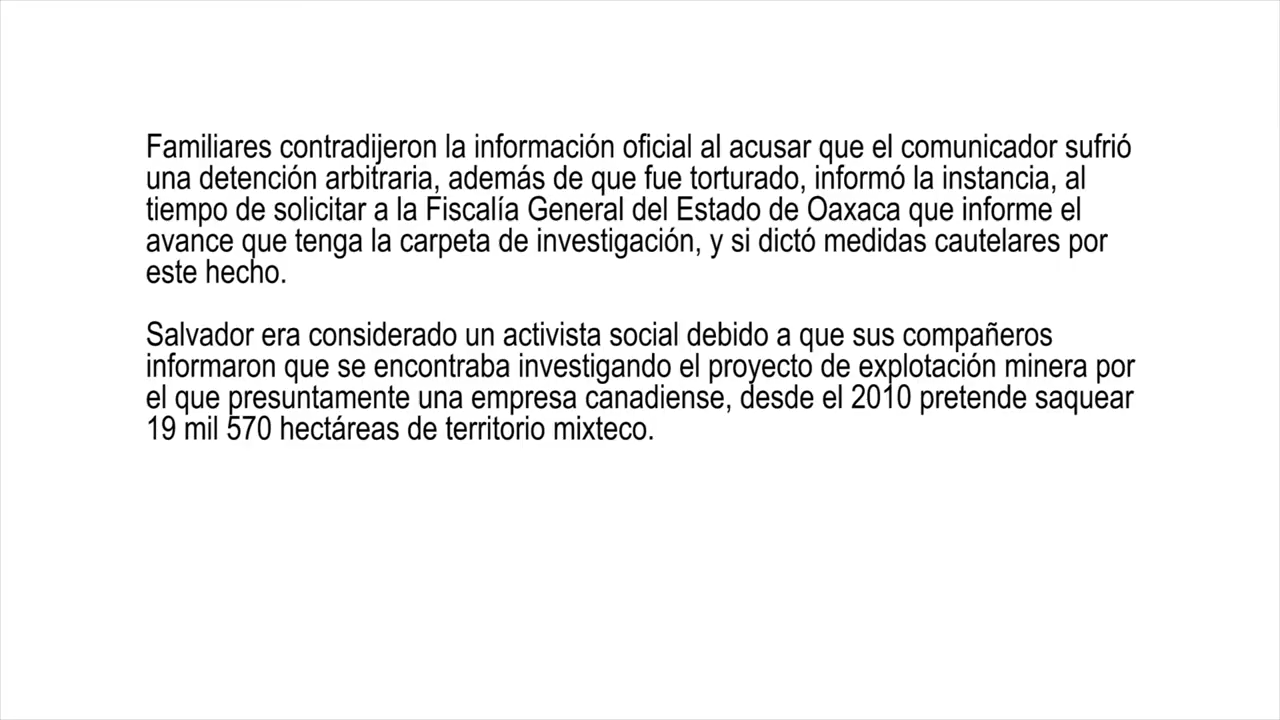 Familiares contradijeron la información oficial al acusar que el comunicador sufrió
una detención arbitraria, además de que fue torturado, informó la instancia, al
tiempo de solicitar a la Fiscalía General del Estado de Oaxaca que informe el
avance que tenga la carpeta de investigación, y si dictó medidas cautelares por
este hecho.
Salvador era considerado un activista social debido a que sus compañeros
informaron que se encontraba investigando el proyecto de explotación minera por
el que presuntamente una empresa canadiense, desde el 2010 pretende saquear
19 mil 570 hectáreas de territorio mixteco.